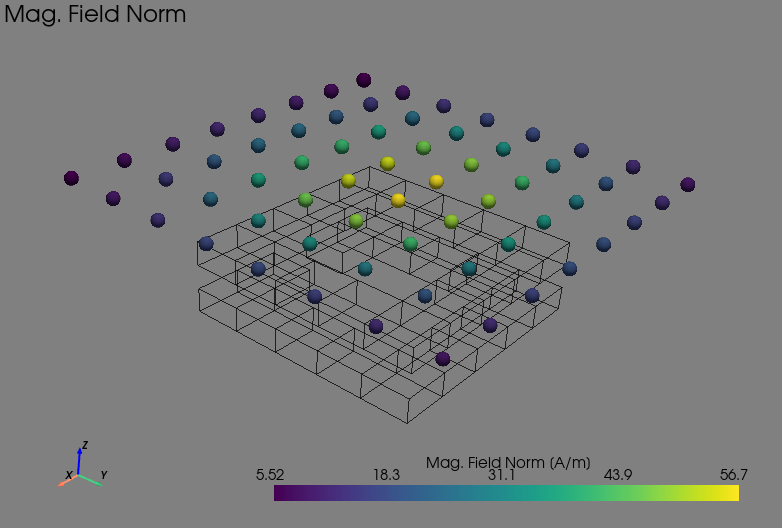 Mag. Field Norm
Z
X
Y
Mag. Field Norm [A/m]
5.52 18.3 31.1 43.9 56.7